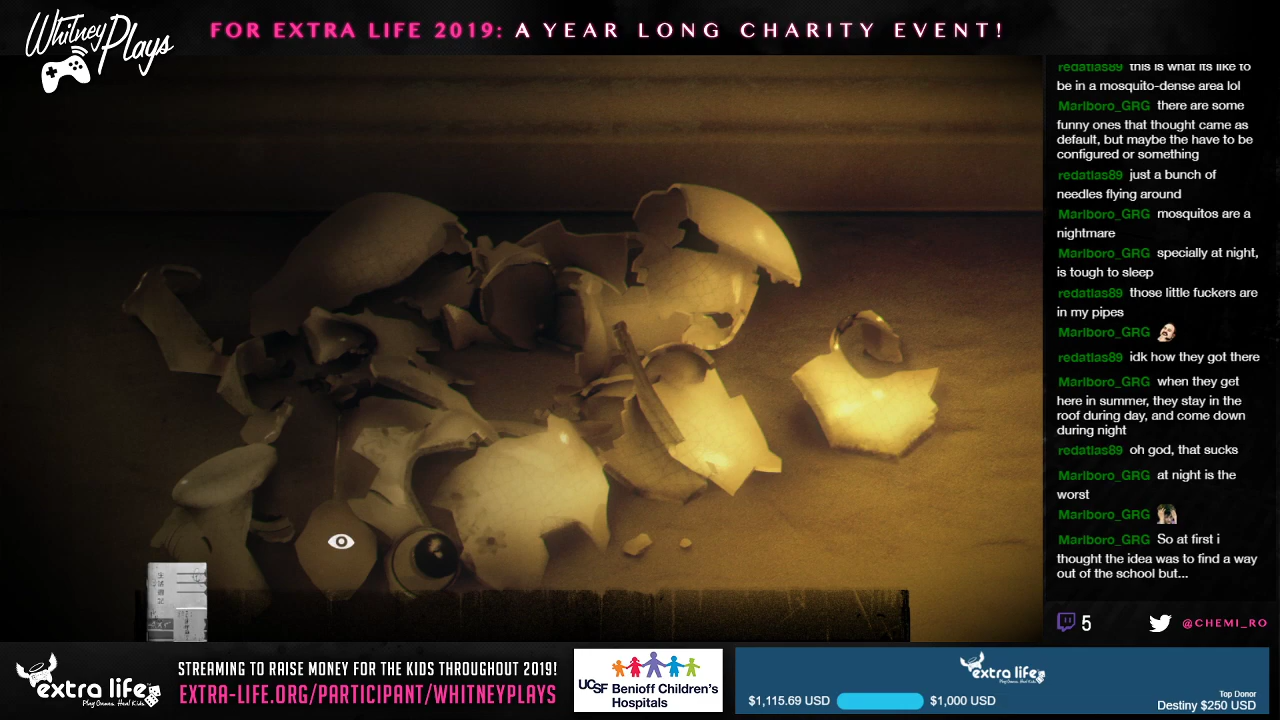 Whitney Plays
FOR EXTRA LIFE 2019: A YEAR LONG CHARITY EVENT!
redatlas89 this is what its like to
be in a mosquito-dense area lol
Marlboro_GRG there are some
funny ones that thought came as
default, but maybe the have to be
configured or something
redatlas89 just a bunch of
needles flying around
Marlboro_GRG mosquitos are a
nightmare
Marlboro_GRG specially at night,
is tough to sleep
redatlas89 those little fuckers are
in my pipes
Marlboro_GRG
redatlas89 idk how they got there
Marlboro_GRG when they get
here in summer, they stay in the
roof during day, and come down
during night
redatlas89 oh god, that sucks
Marlboro_GRG at night is the
worst
Marlboro_GRG
Marlboro_GRG So at first i
thought the idea was to find a way
out of the school but...
5
@CHEMI_RO
extra life
Play Games. Heal Kids.
STREAMING TO RAISE MONEY FOR THE KIDS THROUGHOUT 2019!
EXTRA-LIFE.ORG/PARTICIPANT/WHITNEYPLAYS
UCSF Benioff Children's
Hospitals
extra life
Play Games. Heal Kids.
$1,115.69 USD
$1,000 USD
Top Donor
Destiny $250 USD